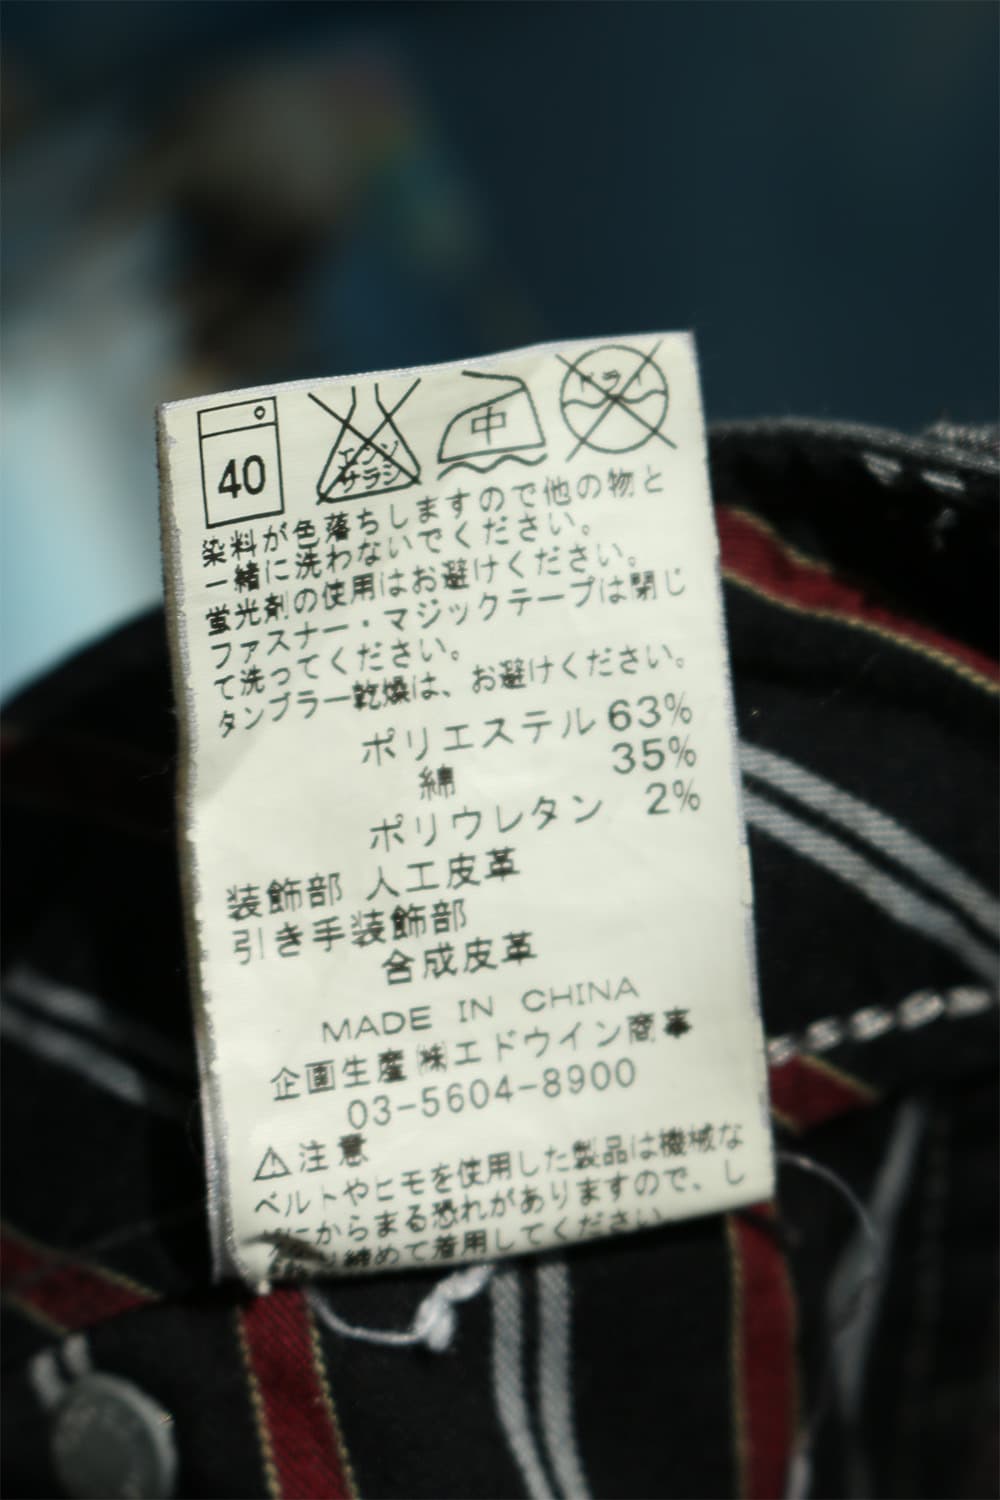 40
エンソ
サラシ
中
ドライ
染料が色落ちしますので他の物と
一緒に洗わないでください。
蛍光剤の使用はお避けください。
ファスナー・マジックテープは閉じ
て洗ってください。
タンブラー乾燥は、お避けください。
ポリエステル 63%
綿 35%
ポリウレタン 2%
装飾部 人工皮革
引き手装飾部
合成皮革
MADE IN CHINA
企画生産㈱エドウイン商事
03-5604-8900
⚠注意
ベルトやヒモを使用した製品は機械な
どにからまる恐れがありますので、し
締めて着用してください